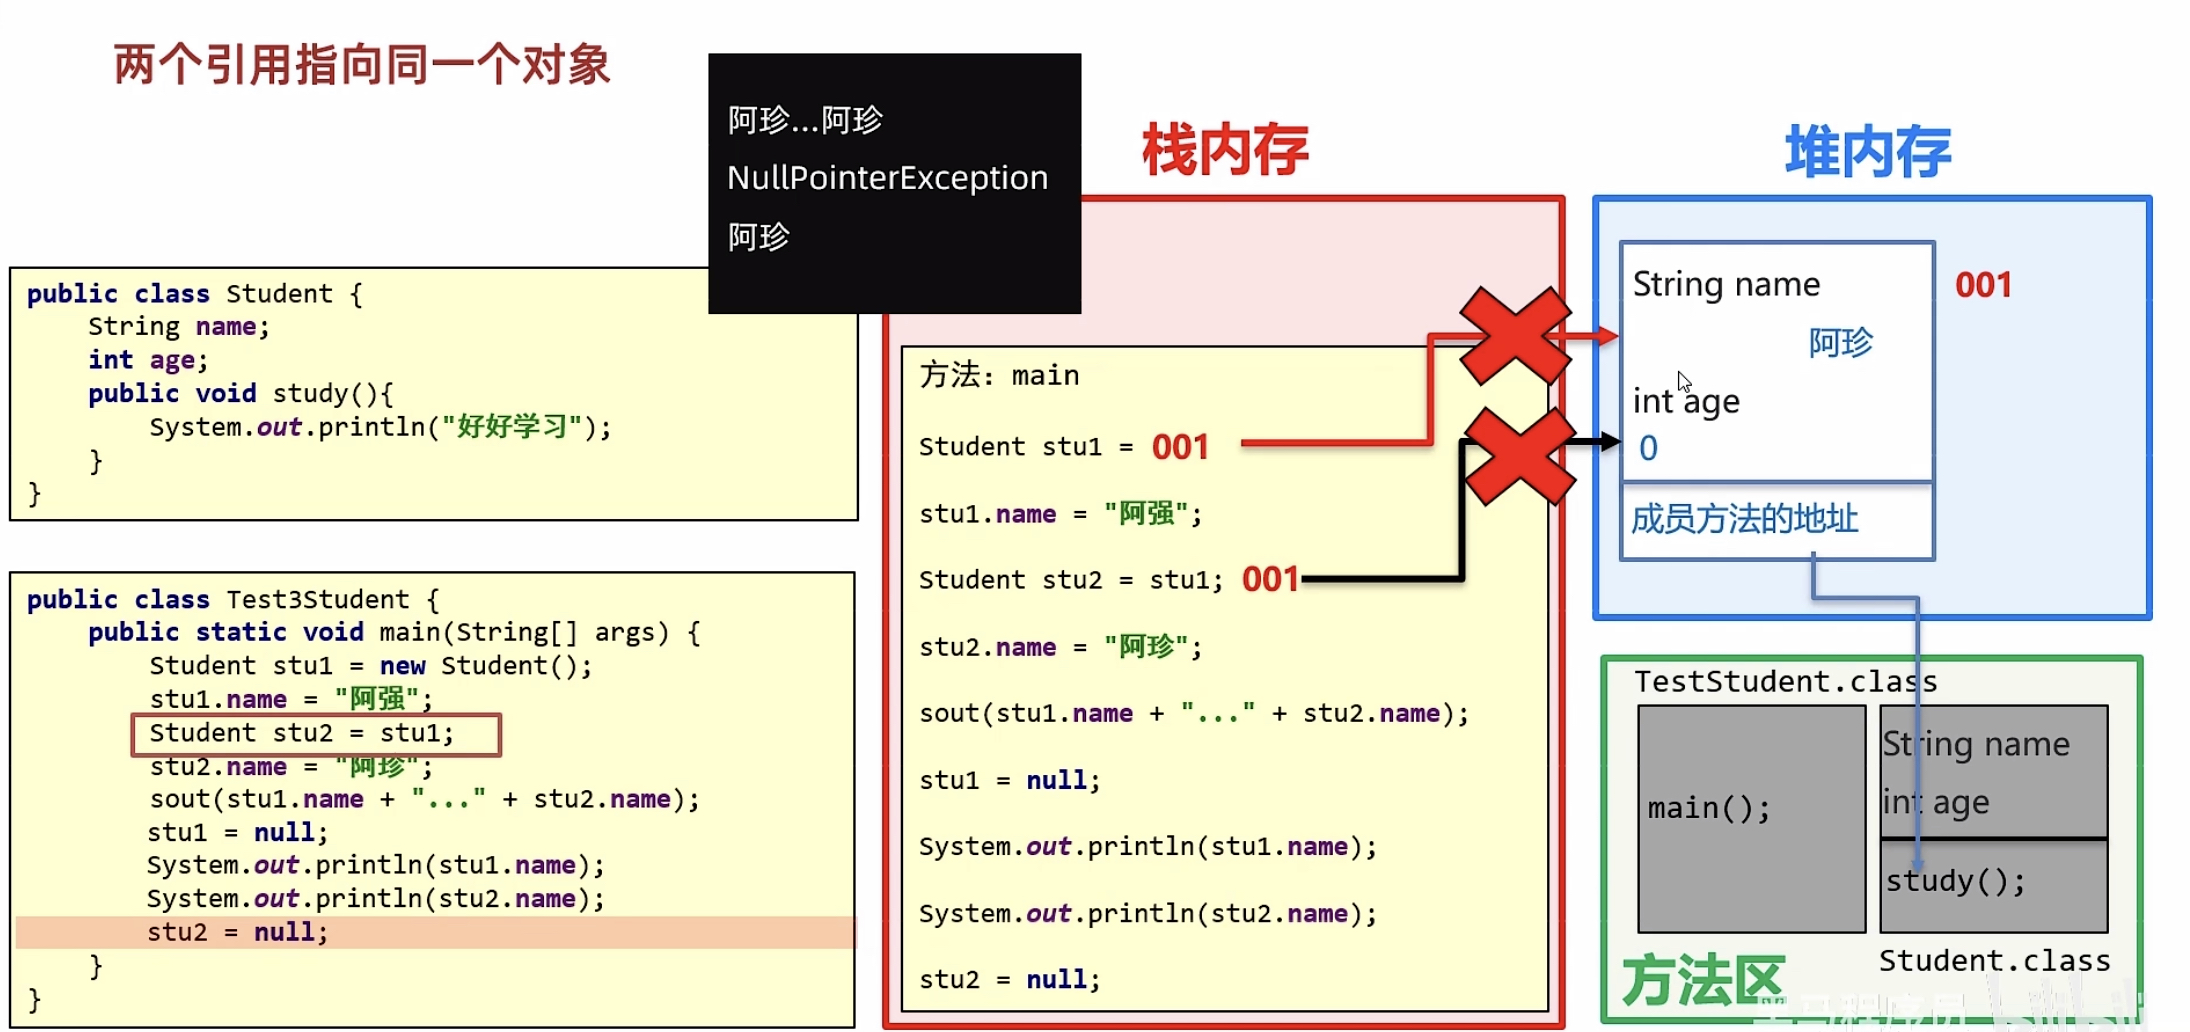 两个引用指向同一个对象
阿珍...阿珍
NullPointerException
阿珍
public class Student {
String name;
int age;
public void study(){
System.out.println("好好学习");
}
}
public class Test3Student {
public static void main(String[] args) {
Student stu1 = new Student();
stu1.name = "阿强";
Student stu2 = stu1;
stu2.name = "阿珍";
sout(stu1.name + "..." + stu2.name);
stu1 = null;
System.out.println(stu1.name);
System.out.println(stu2.name);
stu2 = null;
}
}
栈内存
方法：main
Student stu1 = 001
stu1.name = "阿强";
Student stu2 = stu1; 001
stu2.name = "阿珍";
sout(stu1.name + "..." + stu2.name);
stu1 = null;
System.out.println(stu1.name);
System.out.println(stu2.name);
stu2 = null;
堆内存
String name
001
阿珍
int age
0
成员方法的地址
TestStudent.class
main();
String name
int age
study();
Student.class
方法区
黑马程序员